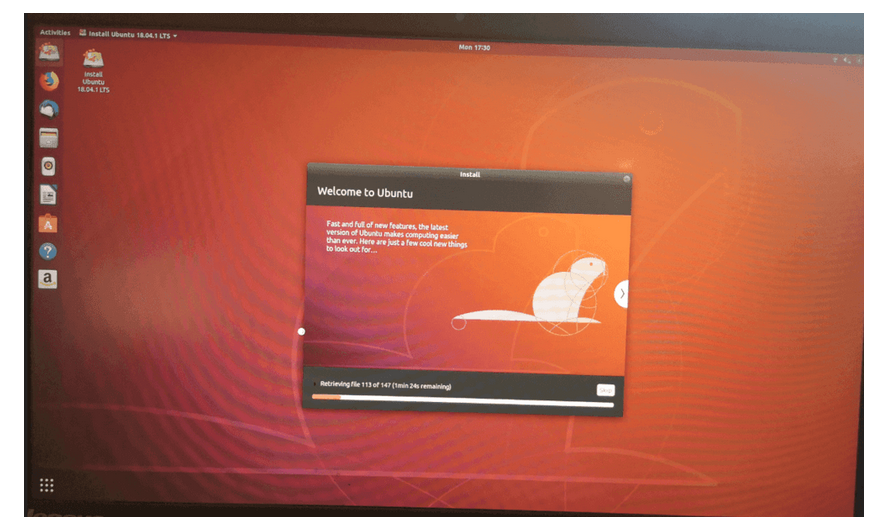 Activities
Install Ubuntu 18.04.1 LTS
Mon 17:30
Install
Ubuntu
18.04.1 LTS
Install
Welcome to Ubuntu
Fast and full of new features, the latest
version of Ubuntu makes computing easier
than ever. Here are just a few cool new things
to look out for...
Retrieving file 113 of 147 (1min 24s remaining)
Skip